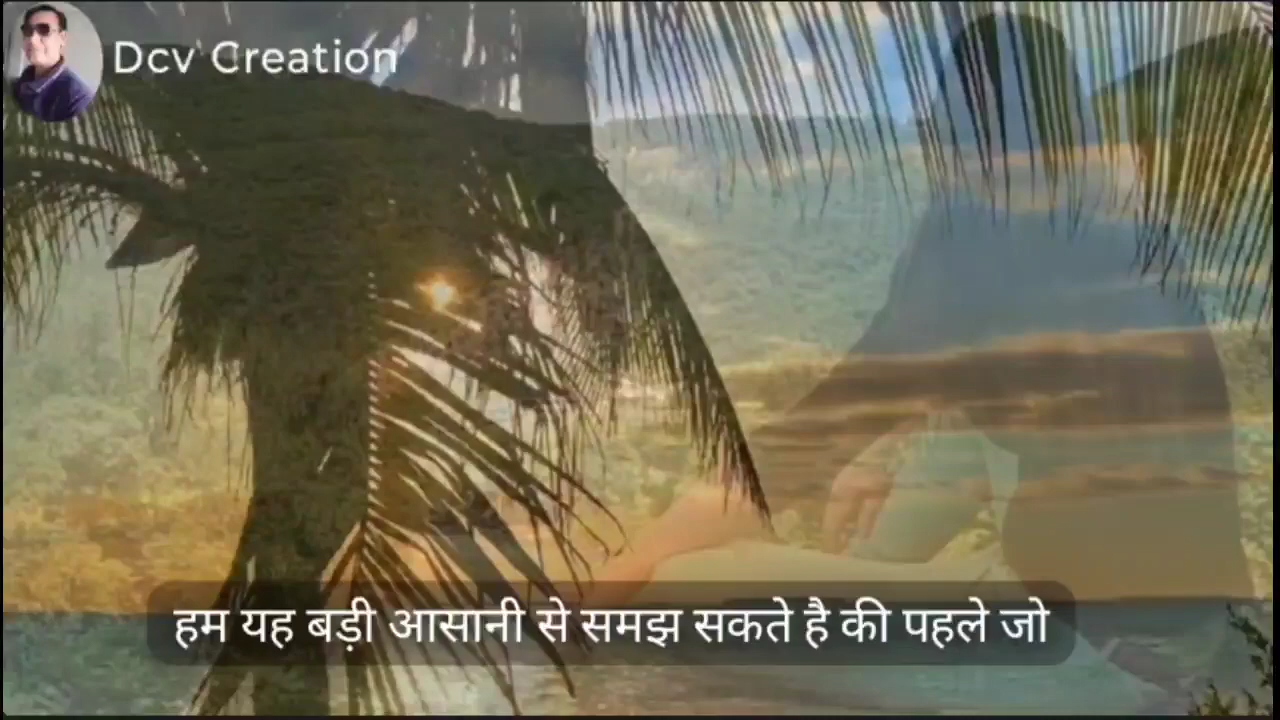 Dcv Creation
हम यह बड़ी आसानी से समझ सकते है की पहले जो